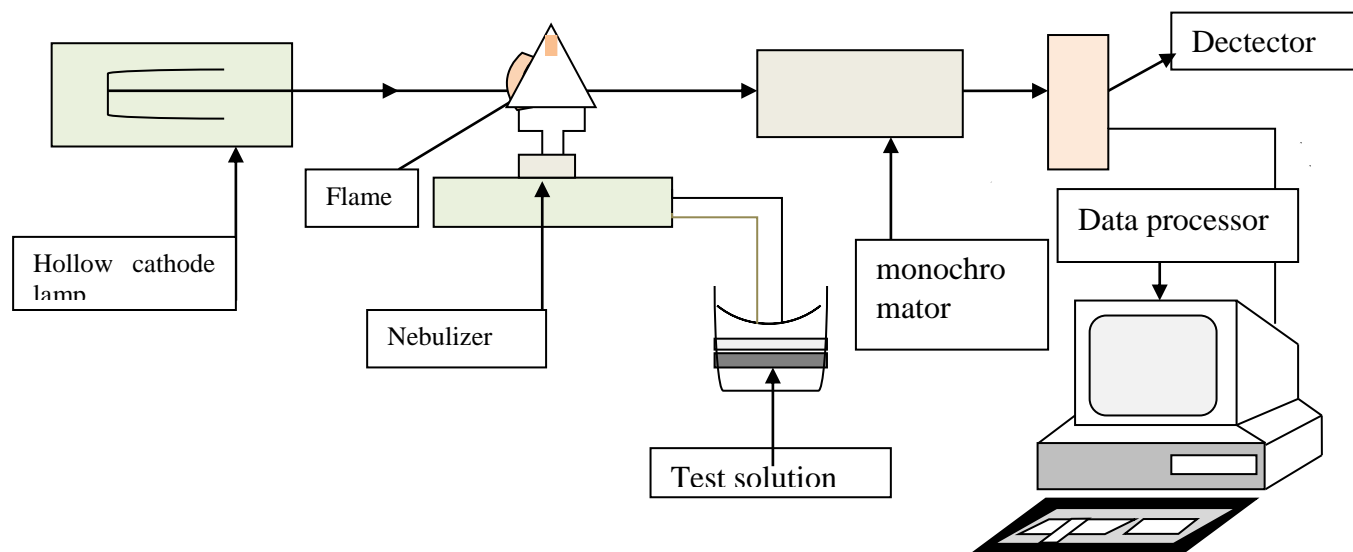 Dectector
Flame
Data processor
Hollow cathode
lamp
monochro
mator
Nebulizer
Test solution